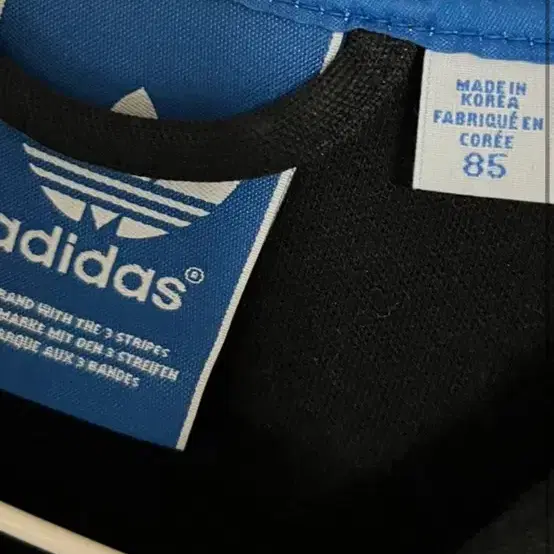 adidas®
BRAND WITH THE 3 STRIPES
MARKE MIT DEN 3 STREIFEN
MARQUE AUX 3 BANDES
MADE IN
KOREA
FABRIQUÉ EN
CORÉE
85